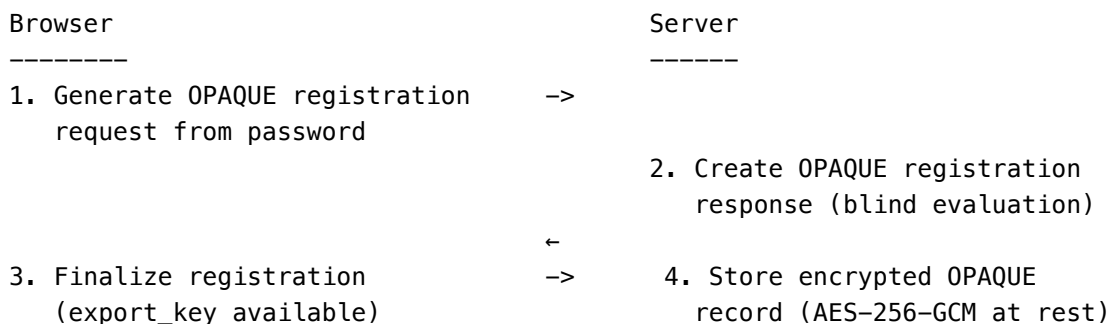 Browser Server
-------- ------
1. Generate OPAQUE registration ->
request from password
2. Create OPAQUE registration
response (blind evaluation)
←
3. Finalize registration -> 4. Store encrypted OPAQUE
(export_key available) record (AES-256-GCM at rest)